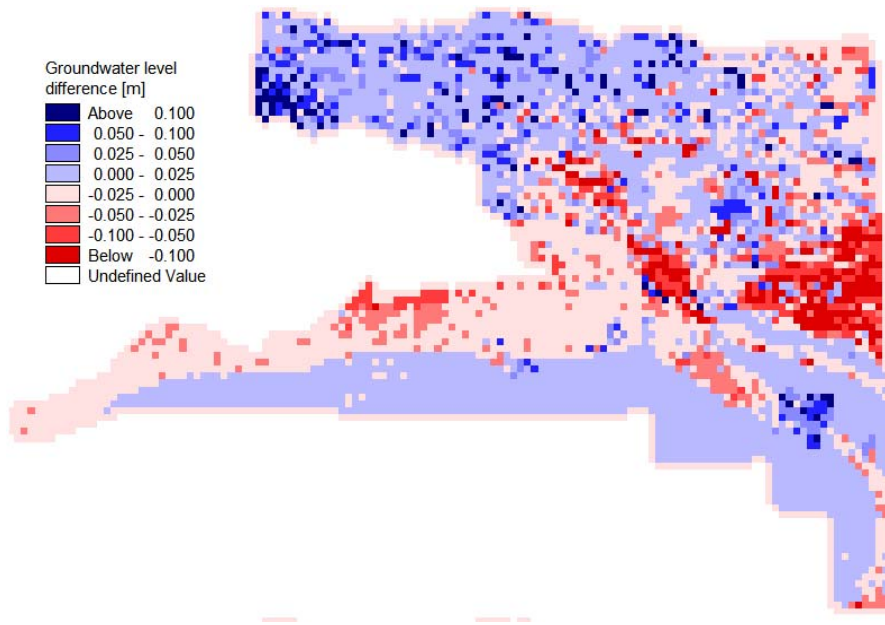 Groundwater level
difference [m]
Above 0.100
0.050 - 0.100
0.025 - 0.050
0.000 - 0.025
-0.025 - 0.000
-0.050 - -0.025
-0.100 - -0.050
Below -0.100
Undefined Value